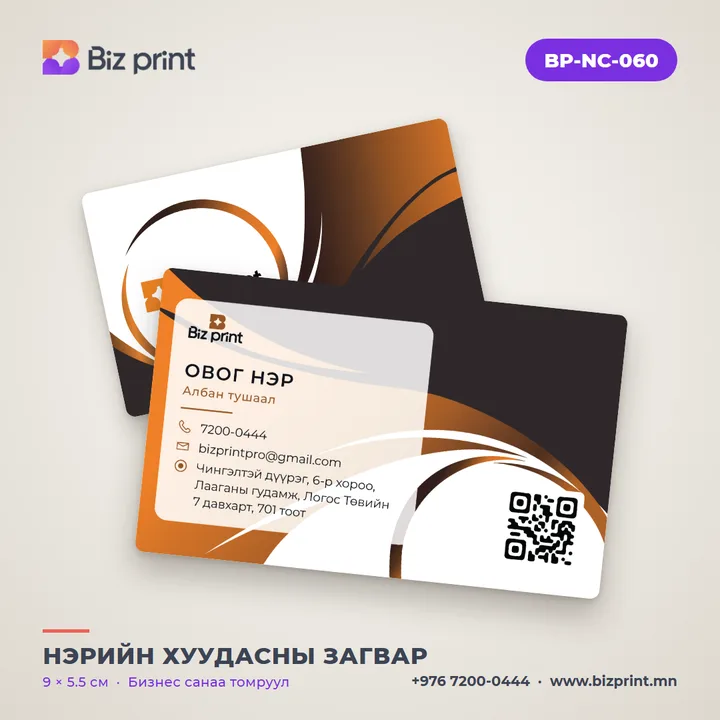 Biz print
BP-NC-060
Biz print
ОВОГ НЭР
Албан тушаал
7200-0444
bizprintpro@gmail.com
Чингэлтэй дүүрэг, 6-р хороо,
Лааганы гудамж, Логос Төвийн
7 давхарт, 701 тоот
НЭРИЙН ХУУДАСНЫ ЗАГВАР
9 × 5.5 см · Бизнес санаа томруул
+976 7200-0444 · www.bizprint.mn